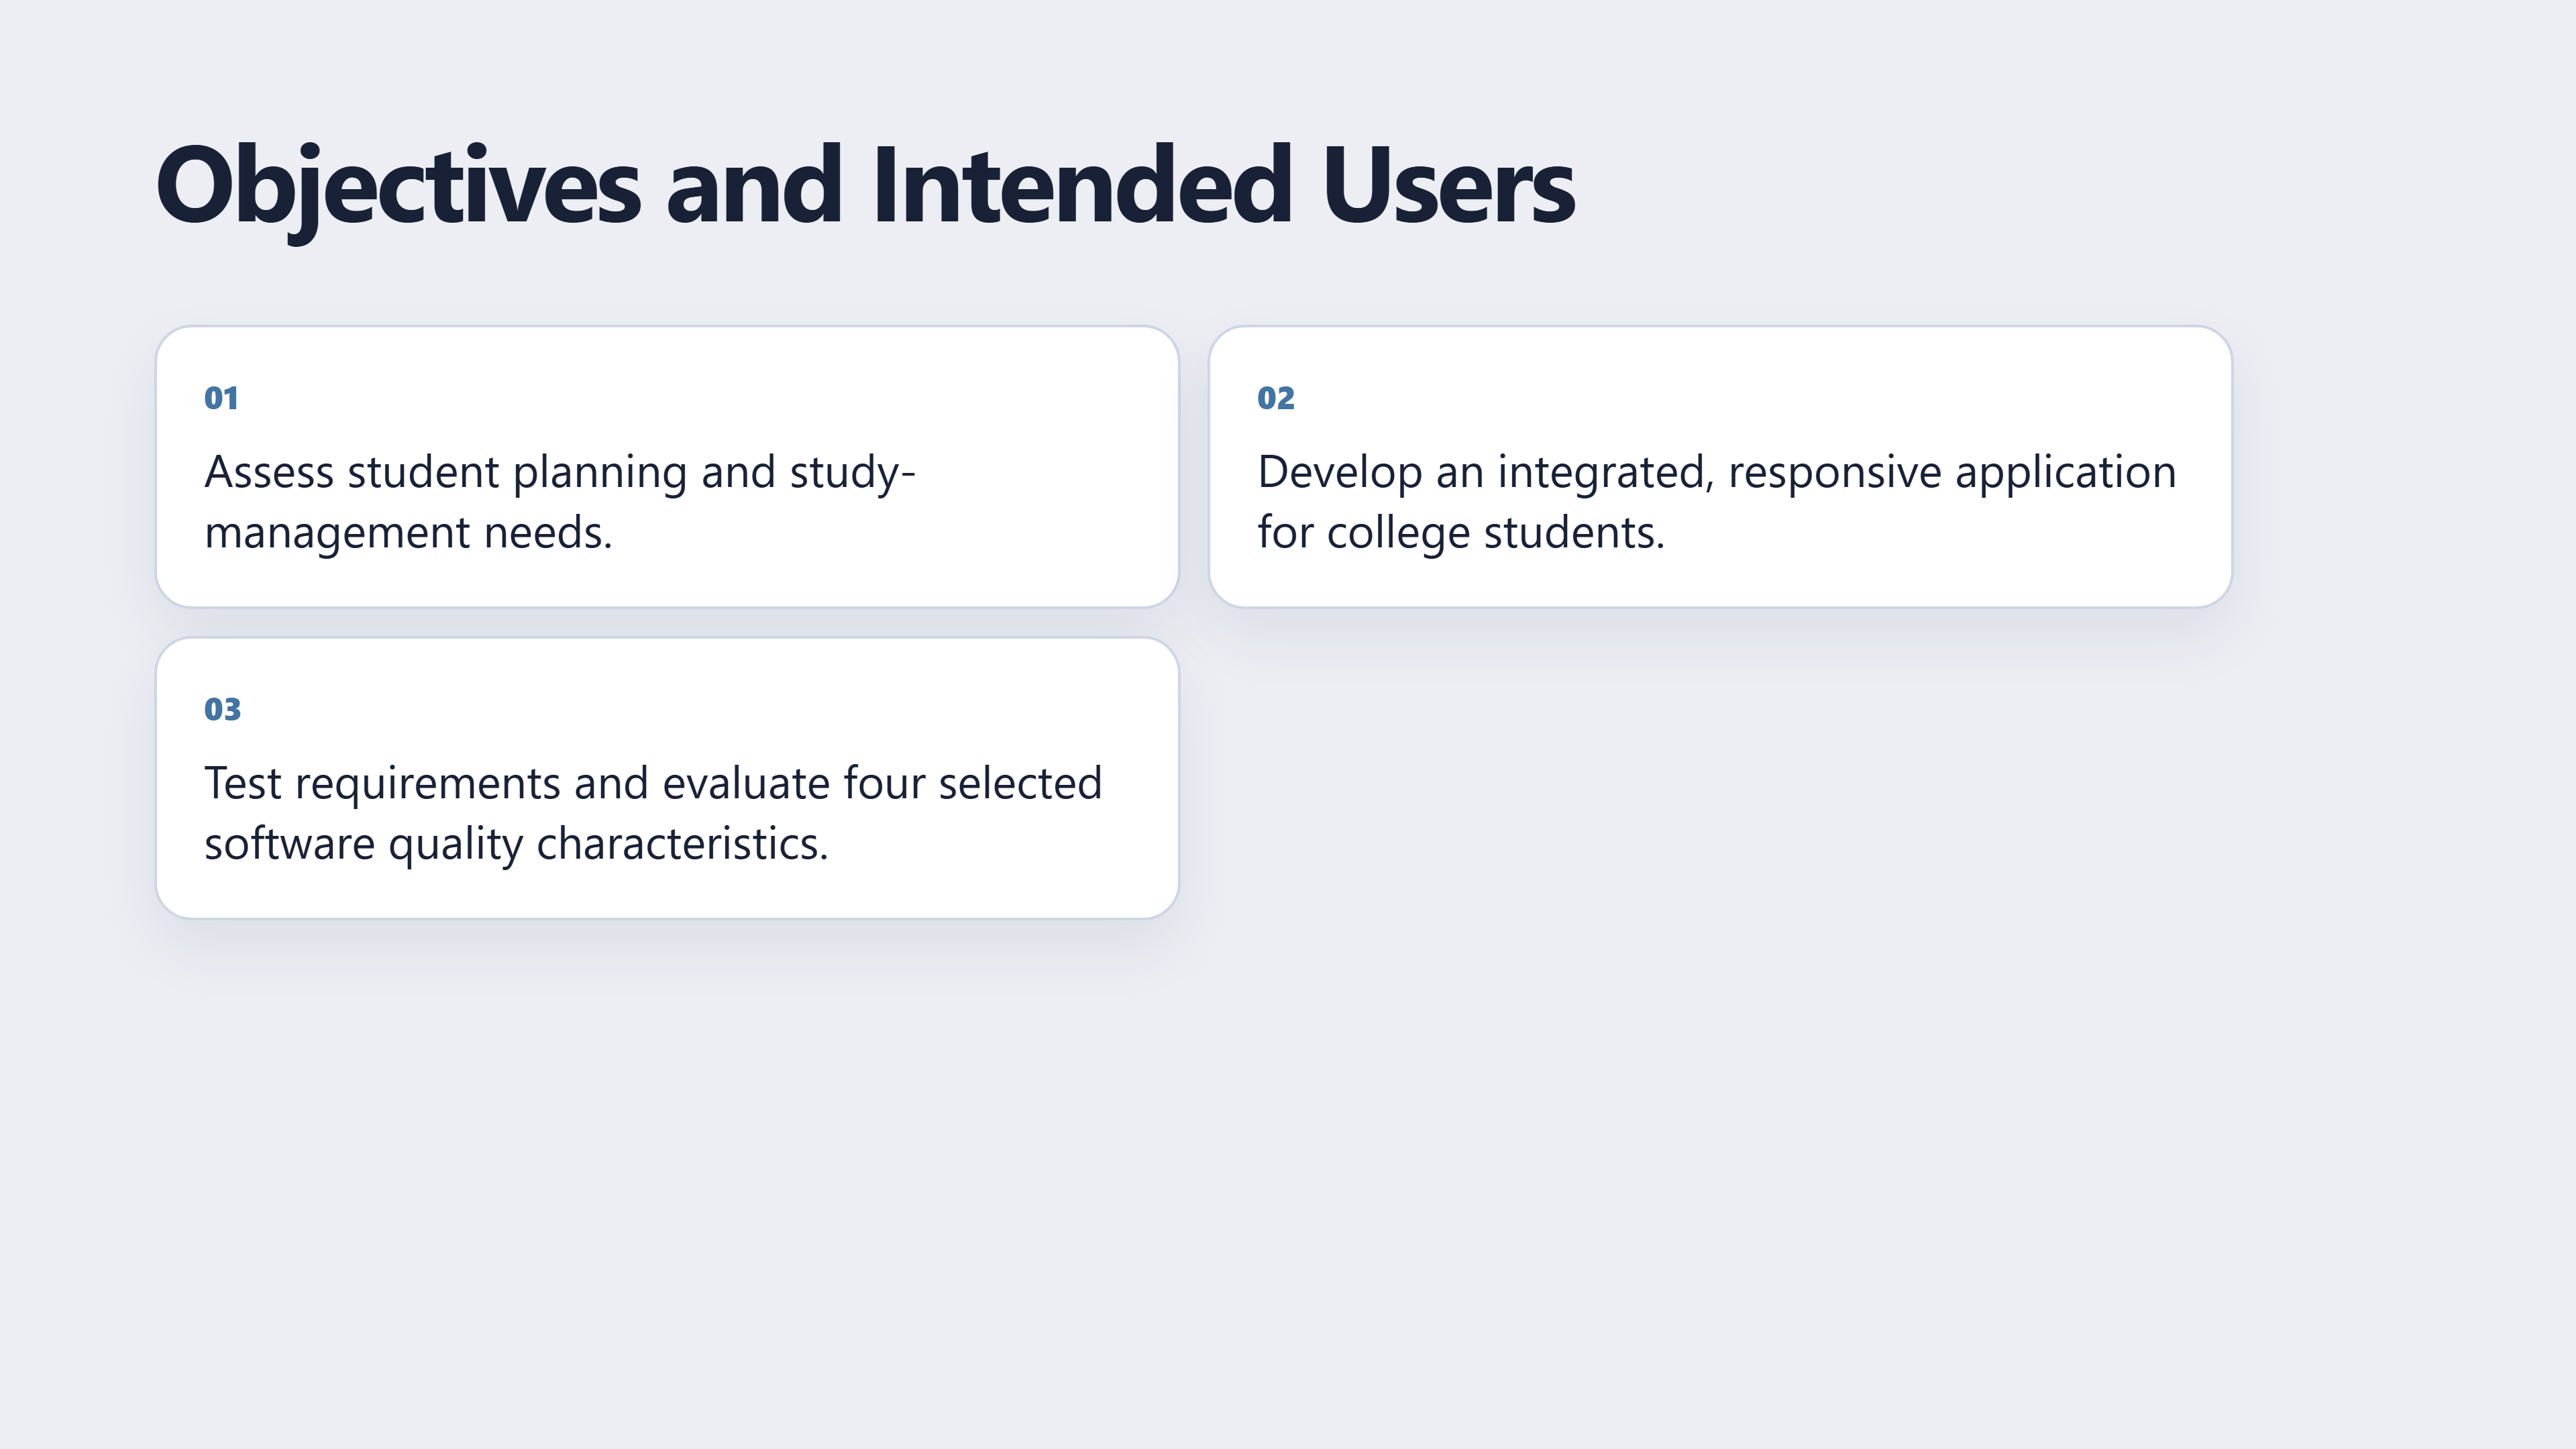 Objectives and Intended Users
01
Assess student planning and study-
management needs.
02
Develop an integrated, responsive application
for college students.
03
Test requirements and evaluate four selected
software quality characteristics.